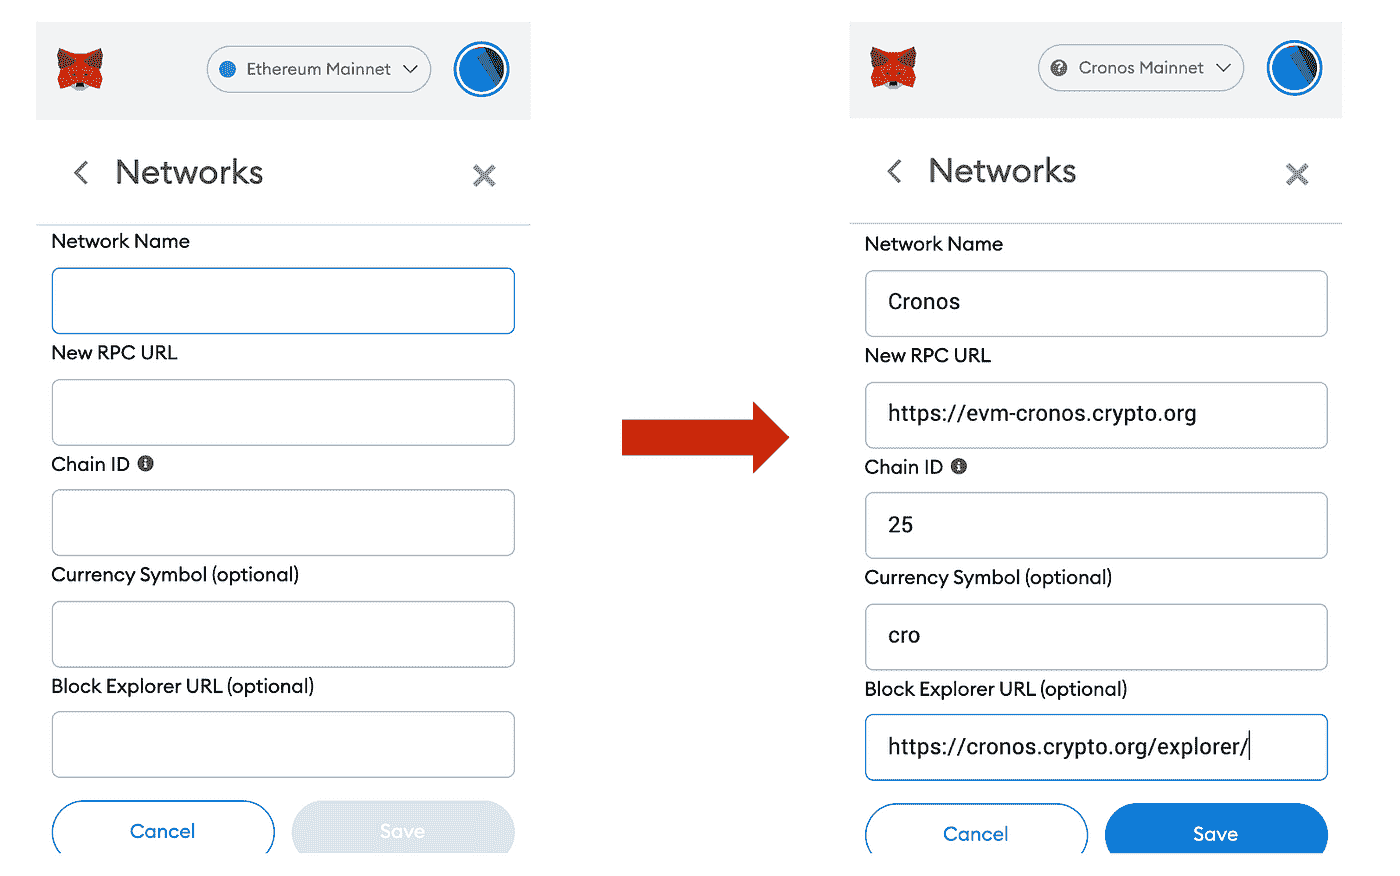 Ethereum Mainnet
Networks
Network Name
New RPC URL
Chain ID
Currency Symbol (optional)
Block Explorer URL (optional)
Cancel
Save
Cronos Mainnet
Networks
Network Name
Cronos
New RPC URL
https://evm-cronos.crypto.org
Chain ID
25
Currency Symbol (optional)
cro
Block Explorer URL (optional)
https://cronos.crypto.org/explorer/
Cancel
Save